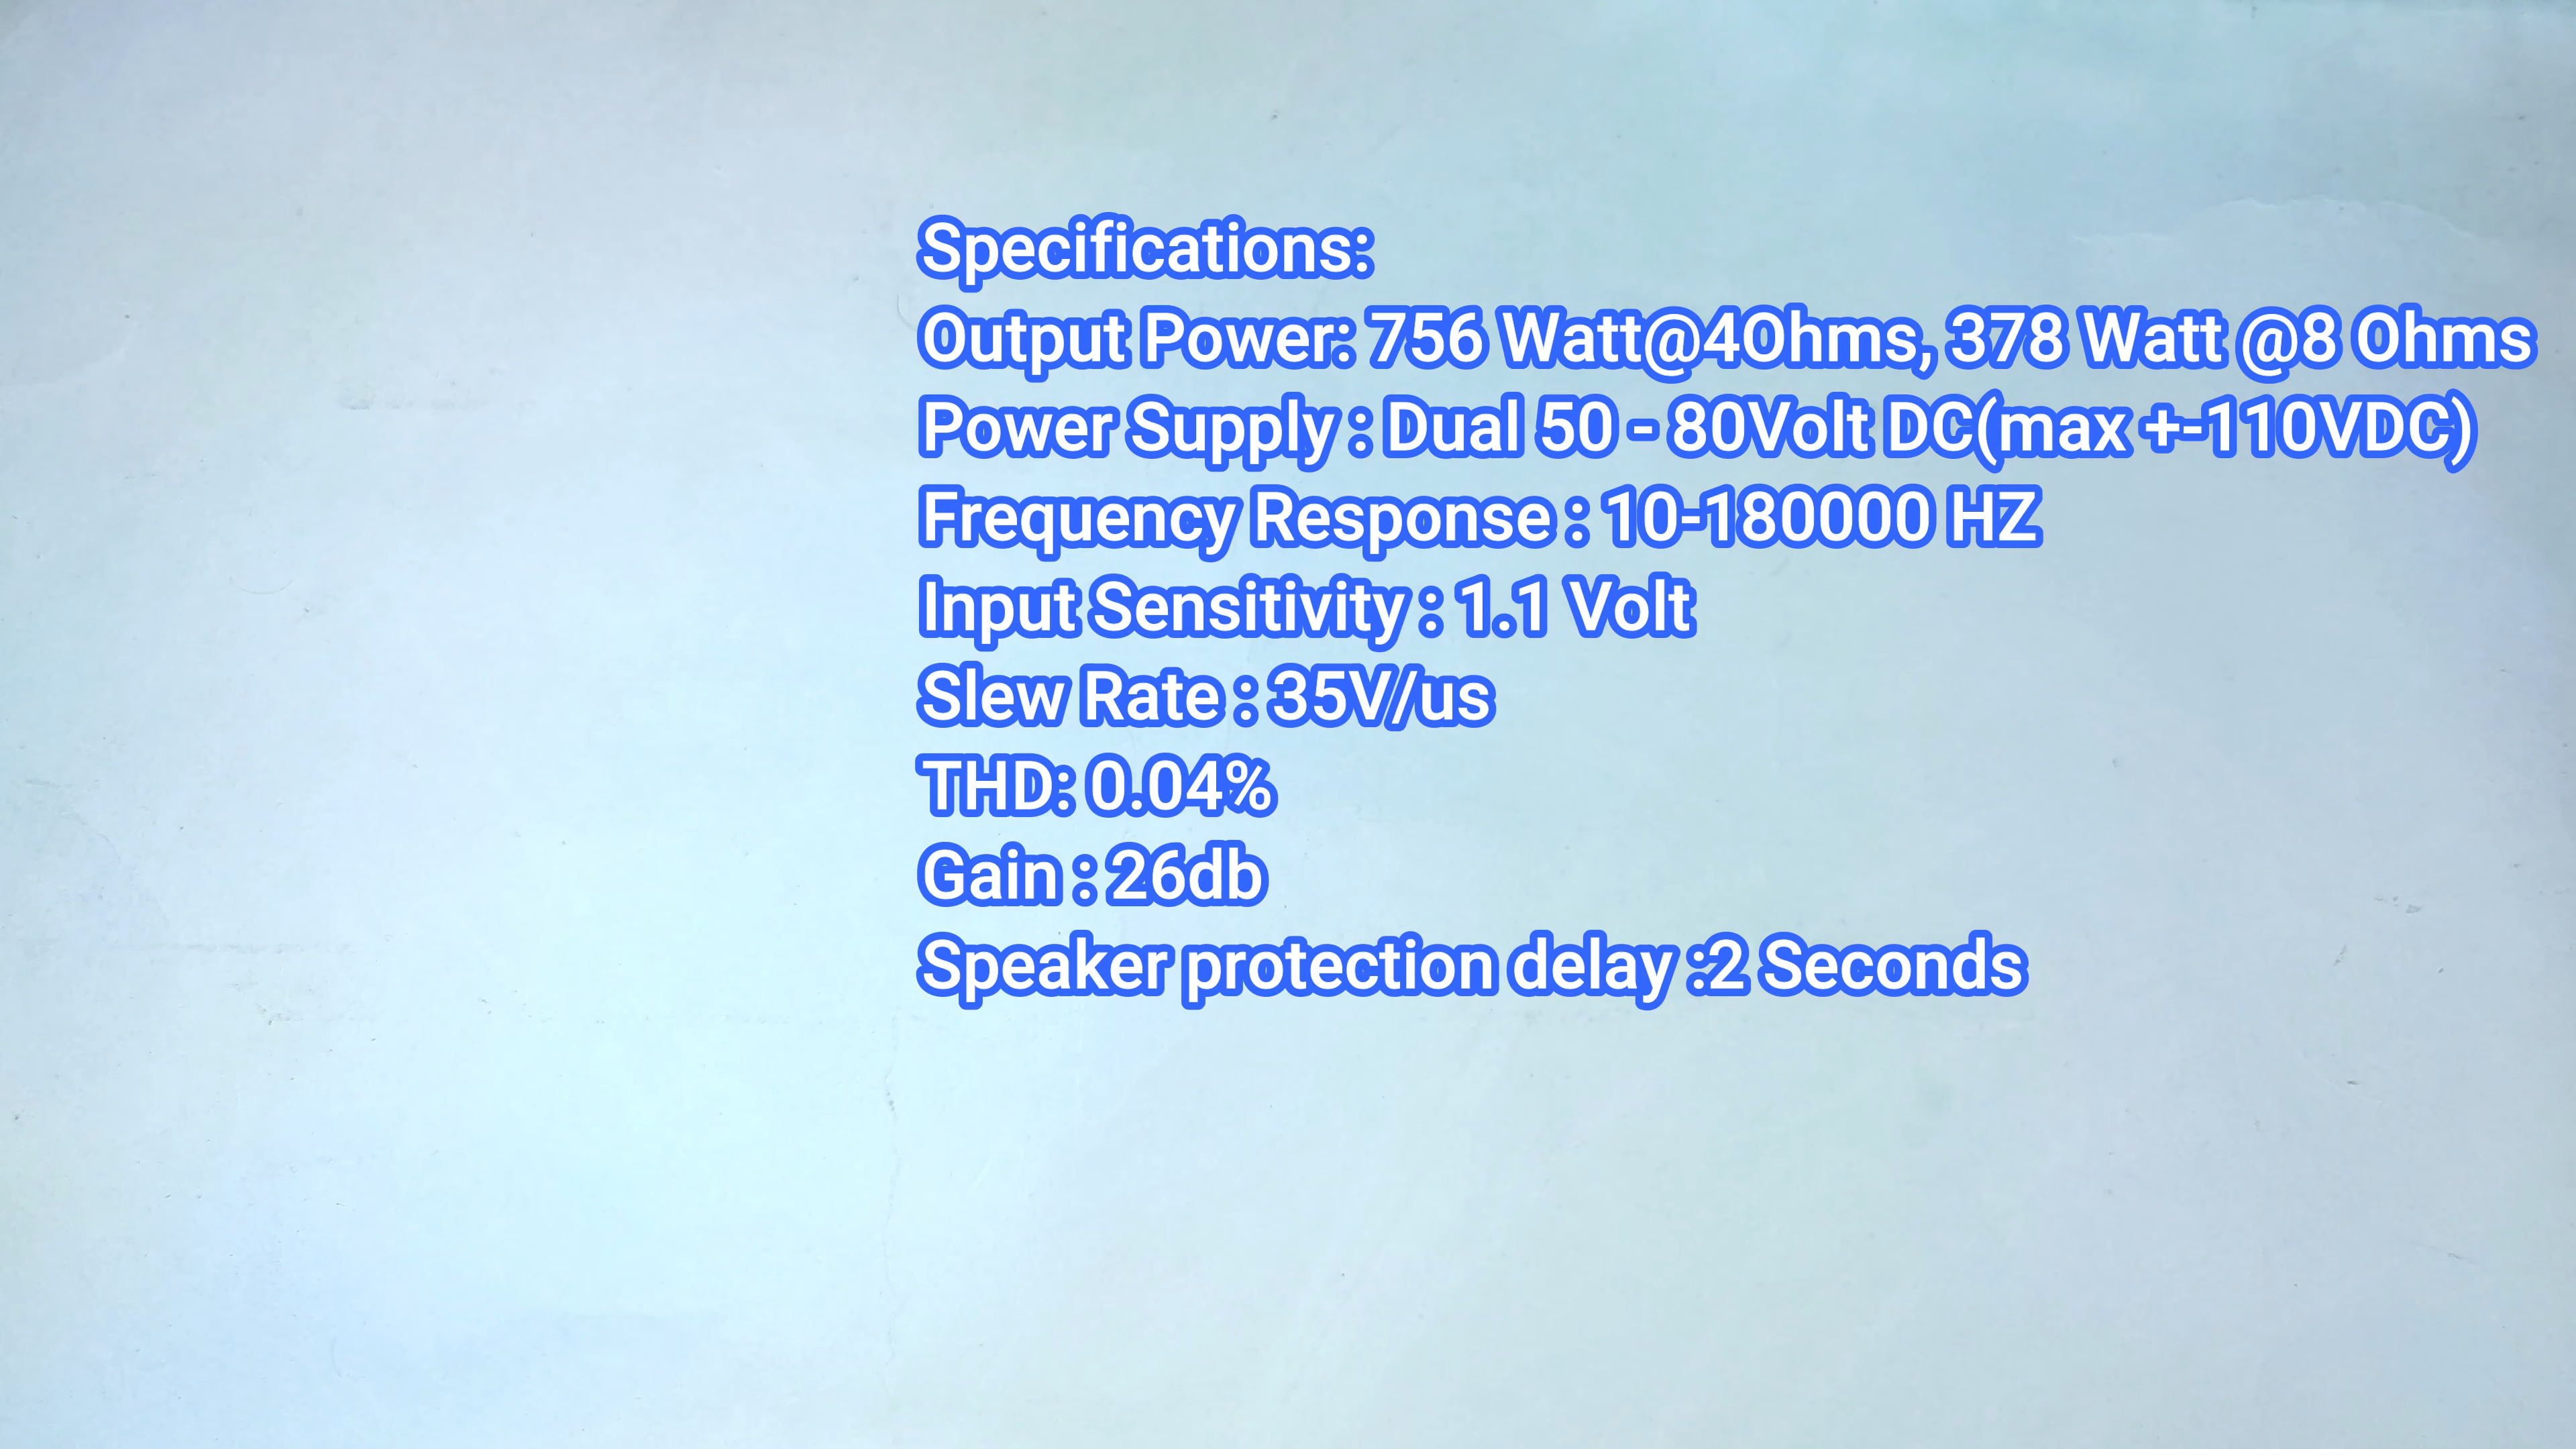 Specifications:
Output Power: 756 Watt@4Ohms, 378 Watt @8 Ohms
Power Supply : Dual 50 - 80Volt DC(max +-110VDC)
Frequency Response : 10-180000 HZ
Input Sensitivity : 1.1 Volt
Slew Rate : 35V//us
THD: 0.04%
Gain : 26db
Speaker protection delay :2 Seconds